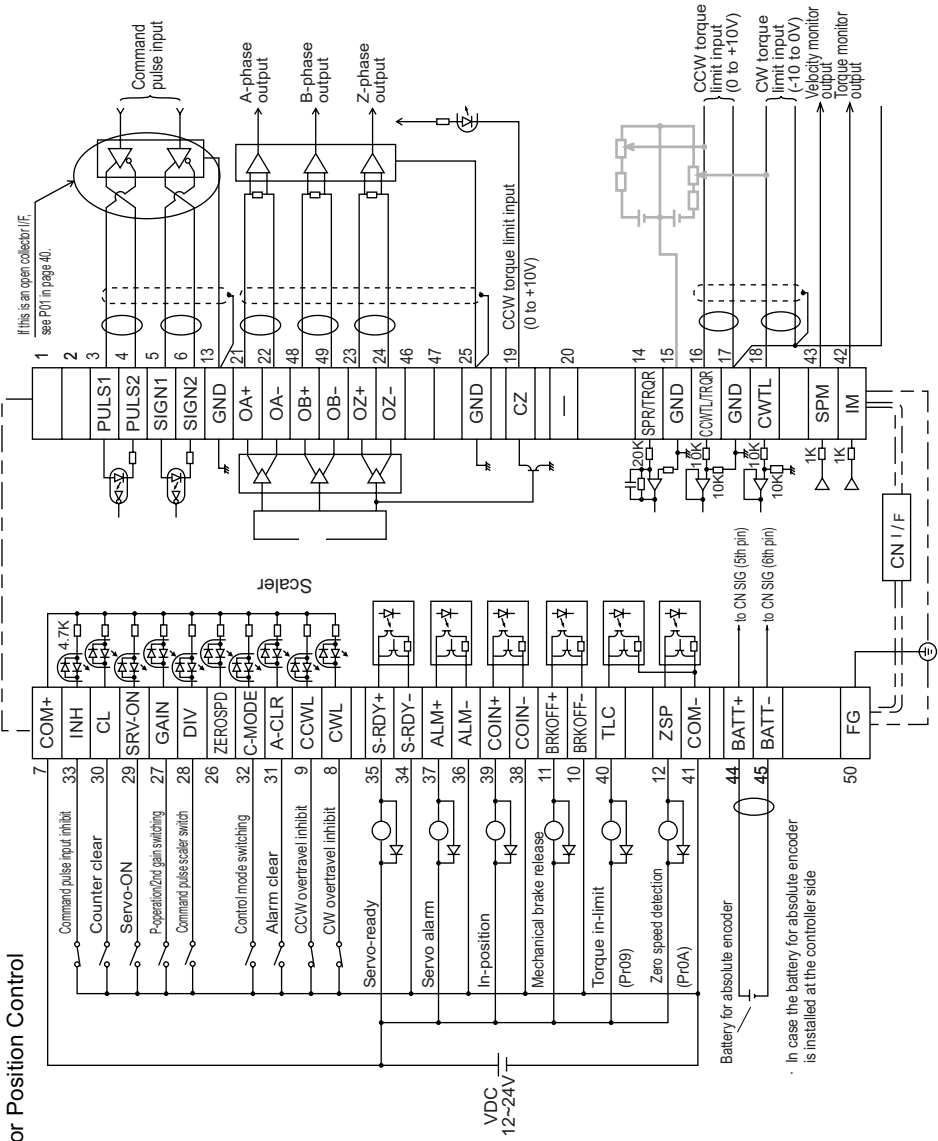 or Position Control
VDC
12~24V
7
COM+
33
Command pulse input inhibit
INH
4.7K
30
Counter clear
CL
29
Servo-ON
SRV-ON
27
P-operation/2nd gain switching
GAIN
28
Command pulse scaler switch
DIV
26
ZEROSPD
32
Control mode switching
C-MODE
31
Alarm clear
A-CLR
9
CCW overtravel inhibit
CCWL
8
CW overtravel inhibit
CWL
35
Servo-ready
S-RDY+
34
S-RDY−
37
Servo alarm
ALM+
36
ALM−
39
In-position
COIN+
38
COIN−
11
Mechanical brake release
BRKOFF+
10
BRKOFF−
40
Torque in-limit
(Pr09)
TLC
12
Zero speed detection
(Pr0A)
ZSP
41
COM−
44
Battery for absolute encoder
BATT+
to CN SIG (5th pin)
45
BATT−
to CN SIG (6th pin)
50
FG
· In case the battery for absolute encoder
is installed at the controller side
Scaler
CN I / F
If this is an open collector I/F,
see P01 in page 40.
1
2
3
PULS1
4
PULS2
5
SIGN1
6
SIGN2
13
GND
Command
pulse input
21
OA+
22
OA-
A-phase
output
48
OB+
49
OB−
B-phase
output
23
OZ+
24
OZ-
Z-phase
output
46
47
25
GND
19
CZ
CCW torque limit input
(0 to +10V)
20
—
14
SPR/TRQR
20K
15
GND
16
CCWTL/TRQR
10K
10K
17
GND
18
CWTL
10K
10K
43
SPM
1K
42
IM
1K
CCW torque
limit input
(0 to +10V)
CW torque
limit input
(-10 to 0V)
Velocity monitor
output
Torque monitor
output